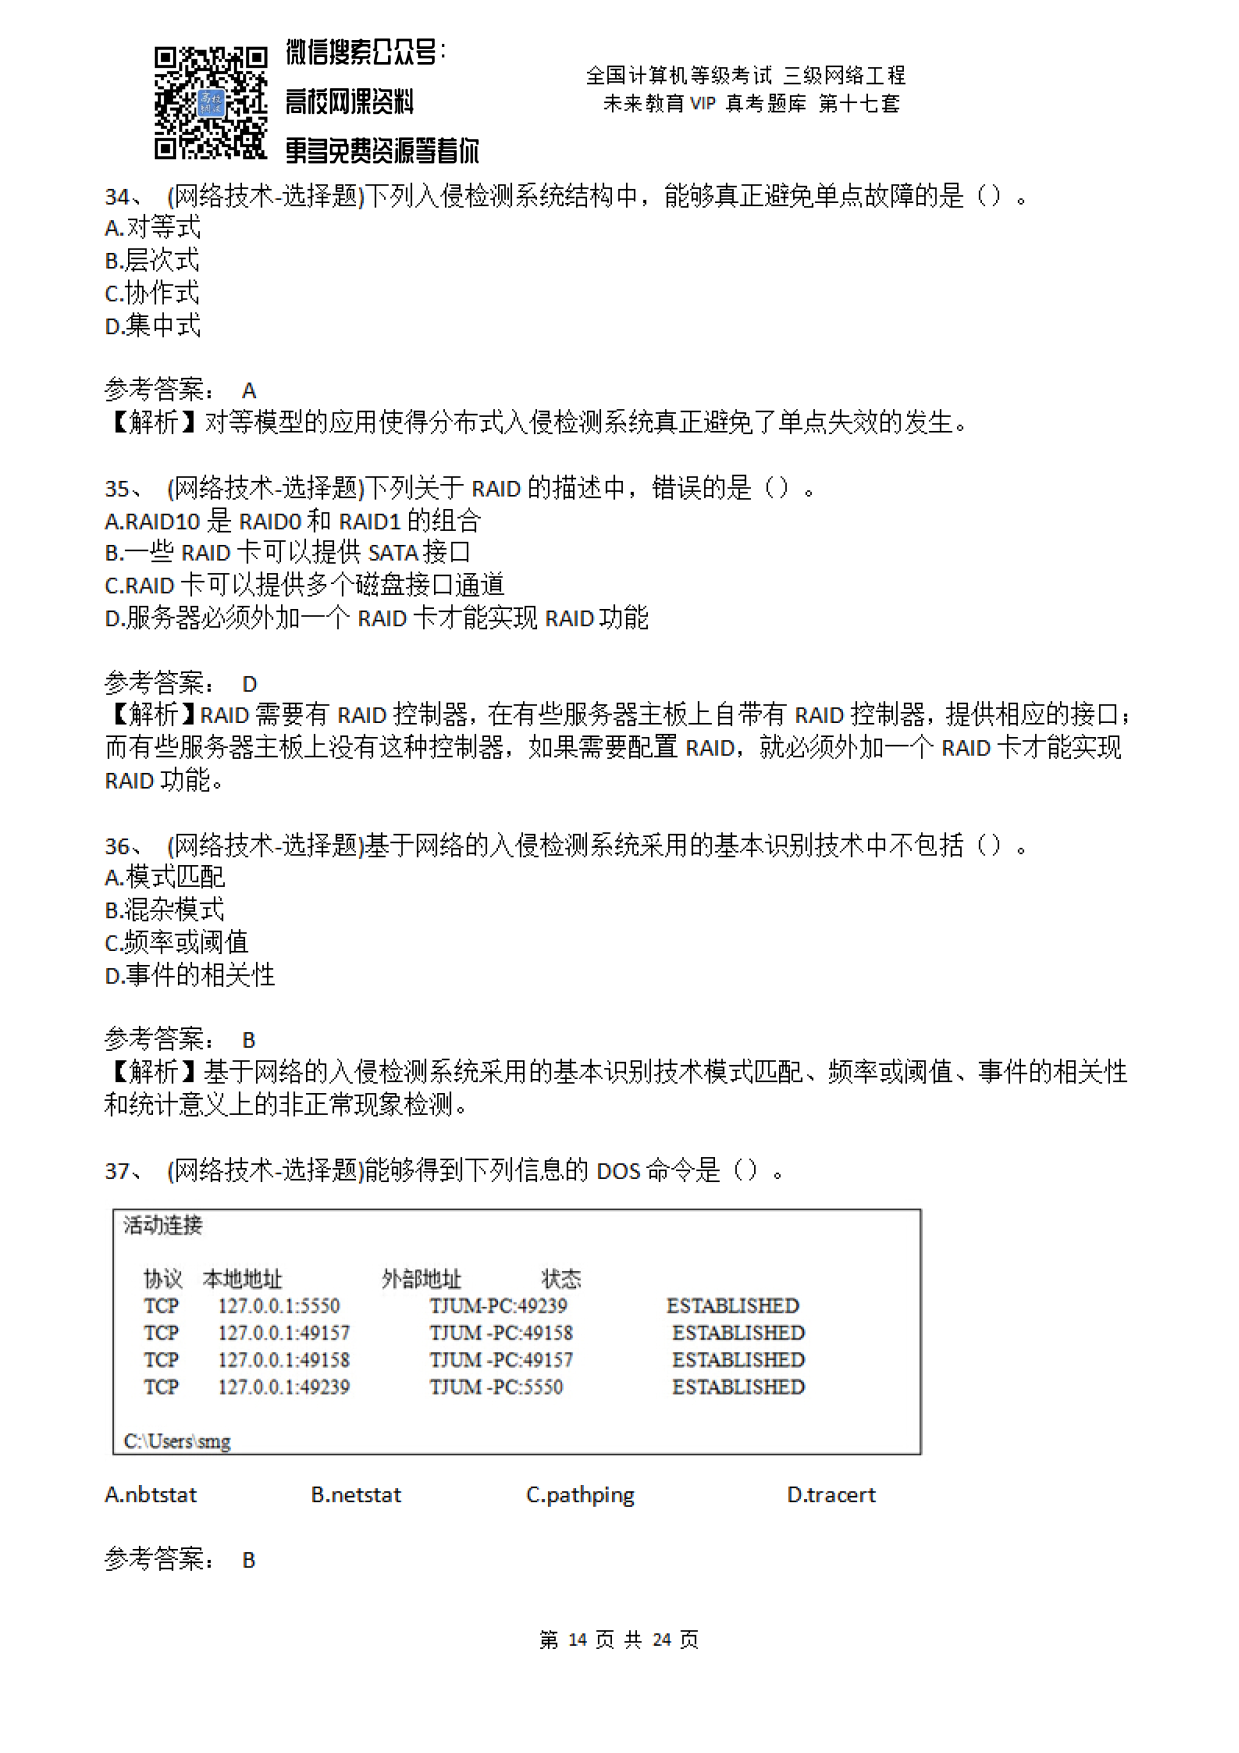 微信搜索公众号：
高校网课资料
更多免费资源等着你
全国计算机等级考试 三级网络工程
未来教育 VIP 真考题库 第十七套
34、 (网络技术-选择题)下列入侵检测系统结构中，能够真正避免单点故障的是（）。
A.对等式
B.层次式
C.协作式
D.集中式
参考答案： A
【解析】对等模型的应用使得分布式入侵检测系统真正避免了单点失效的发生。
35、 (网络技术-选择题)下列关于 RAID 的描述中，错误的是（）。
A.RAID10 是 RAID0 和 RAID1 的组合
B.一些 RAID 卡可以提供 SATA 接口
C.RAID 卡可以提供多个磁盘接口通道
D.服务器必须外加一个 RAID 卡才能实现 RAID 功能
参考答案： D
【解析】RAID 需要有 RAID 控制器，在有些服务器主板上自带有 RAID 控制器，提供相应的接口；
而有些服务器主板上没有这种控制器，如果需要配置 RAID，就必须外加一个 RAID 卡才能实现
RAID 功能。
36、 (网络技术-选择题)基于网络的入侵检测系统采用的基本识别技术中不包括（）。
A.模式匹配
B.混杂模式
C.频率或阈值
D.事件的相关性
参考答案： B
【解析】基于网络的入侵检测系统采用的基本识别技术模式匹配、频率或阈值、事件的相关性
和统计意义上的非正常现象检测。
37、 (网络技术-选择题)能够得到下列信息的 DOS 命令是（）。
活动连接
协议 本地地址 外部地址 状态
TCP 127.0.0.1:5550 TJUM-PC:49239 ESTABLISHED
TCP 127.0.0.1:49157 TJUM -PC:49158 ESTABLISHED
TCP 127.0.0.1:49158 TJUM -PC:49157 ESTABLISHED
TCP 127.0.0.1:49239 TJUM -PC:5550 ESTABLISHED
C:\Users\smg
A.nbtstat B.netstat C.pathping D.tracert
参考答案： B
第 14 页 共 24 页